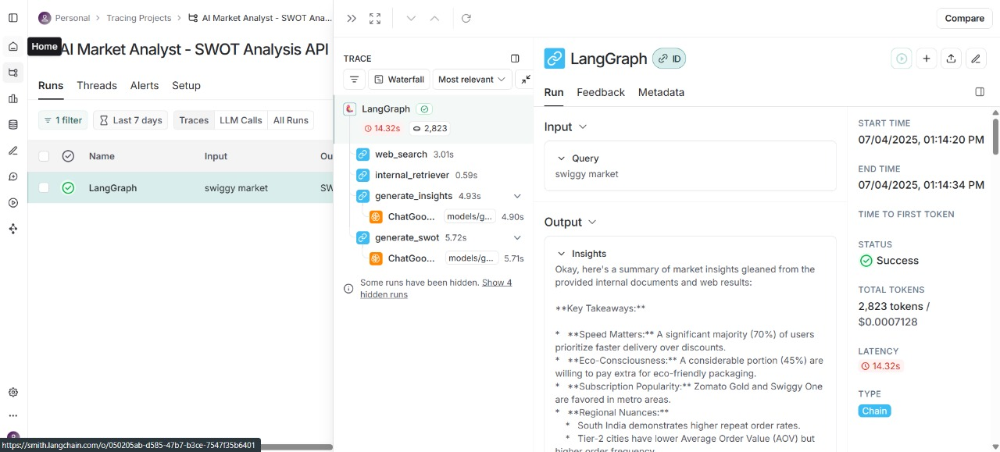 Personal > Tracing Projects > AI Market Analyst - SWOT Ana...
Home
AI Market Analyst - SWOT Analysis API
Runs Threads Alerts Setup
1 filter Last 7 days Traces LLM Calls All Runs
Name Input Ou
LangGraph swiggy market SW
https://smith.langchain.com/o/050205ab-d585-47b7-b3ce-7547f35b6401
Compare
TRACE
Waterfall Most relevant
LangGraph
14.32s 2,823
web_search 3.01s
internal_retriever 0.59s
generate_insights 4.93s
ChatGoo... models/g... 4.90s
generate_swot 5.72s
ChatGoo... models/g... 5.71s
Some runs have been hidden. Show 4
hidden runs
LangGraph ID
Run Feedback Metadata
Input
Query
swiggy market
Output
Insights
Okay, here's a summary of market insights gleaned from the
provided internal documents and web results:
**Key Takeaways:**
* **Speed Matters:** A significant majority (70%) of users
prioritize faster delivery over discounts.
* **Eco-Consciousness:** A considerable portion (45%) are
willing to pay extra for eco-friendly packaging.
* **Subscription Popularity:** Zomato Gold and Swiggy One
are favored in metro areas.
* **Regional Nuances:**
* South India demonstrates higher repeat order rates.
* Tier-2 cities have lower Average Order Value (AOV) but
higher order frequency
START TIME
07/04/2025, 01:14:20 PM
END TIME
07/04/2025, 01:14:34 PM
TIME TO FIRST TOKEN
STATUS
Success
TOTAL TOKENS
2,823 tokens /
$0.0007128
LATENCY
14.32s
TYPE
Chain